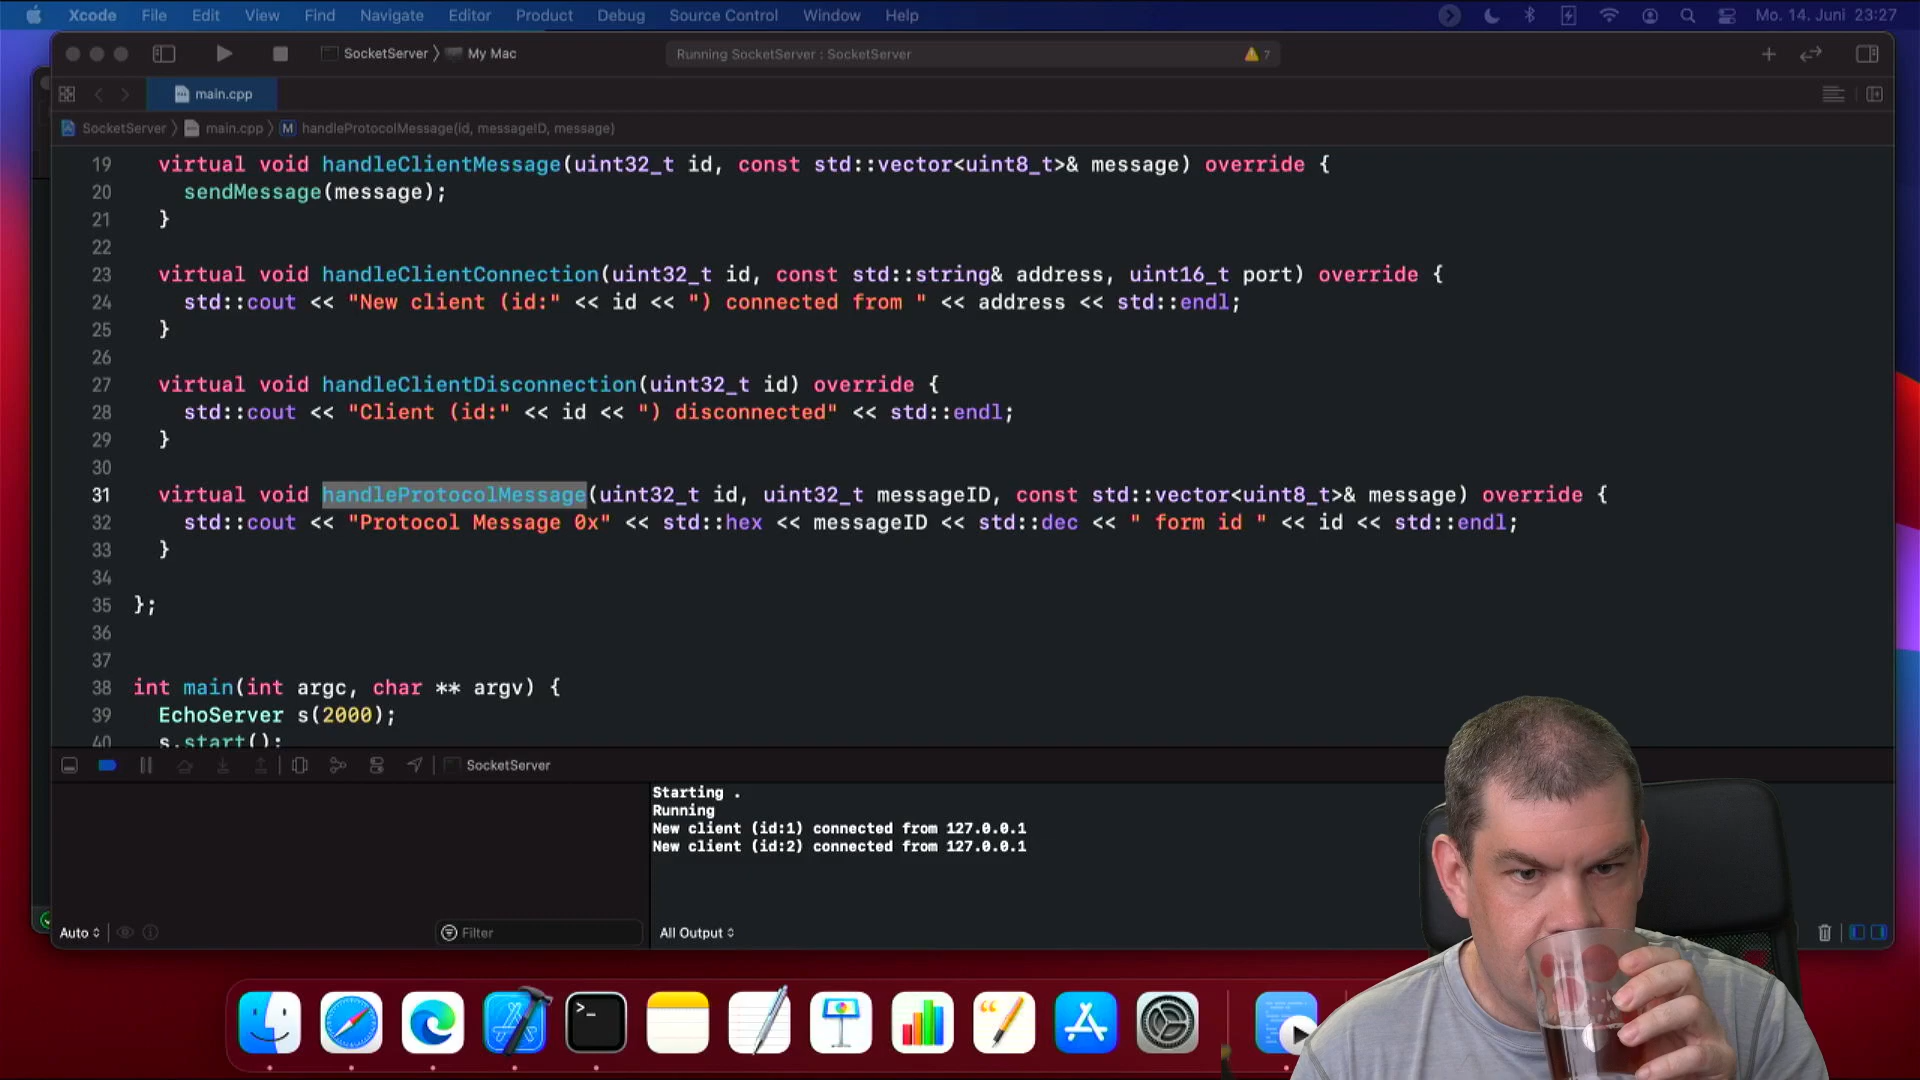 Xcode File Edit View Find Navigate Editor Product Debug Source Control Window Help Mo. 14. Juni 23:27
SocketServer My Mac Running SocketServer : SocketServer 7
main.cpp
SocketServer main.cpp M handleProtocolMessage(id, messageID, message)
19 virtual void handleClientMessage(uint32_t id, const std::vector<uint8_t>& message) override {
20 sendMessage(message);
21 }
22
23 virtual void handleClientConnection(uint32_t id, const std::string& address, uint16_t port) override {
24 std::cout << "New client (id:" << id << ") connected from " << address << std::endl;
25 }
26
27 virtual void handleClientDisconnection(uint32_t id) override {
28 std::cout << "Client (id:" << id << ") disconnected" << std::endl;
29 }
30
31 virtual void handleProtocolMessage(uint32_t id, uint32_t messageID, const std::vector<uint8_t>& message) override {
32 std::cout << "Protocol Message 0x" << std::hex << messageID << std::dec << " form id " << id << std::endl;
33 }
34
35 };
36
37
38 int main(int argc, char ** argv) {
39 EchoServer s(2000);
40 s.start();
SocketServer
Starting .
Running
New client (id:1) connected from 127.0.0.1
New client (id:2) connected from 127.0.0.1
Auto Filter All Output